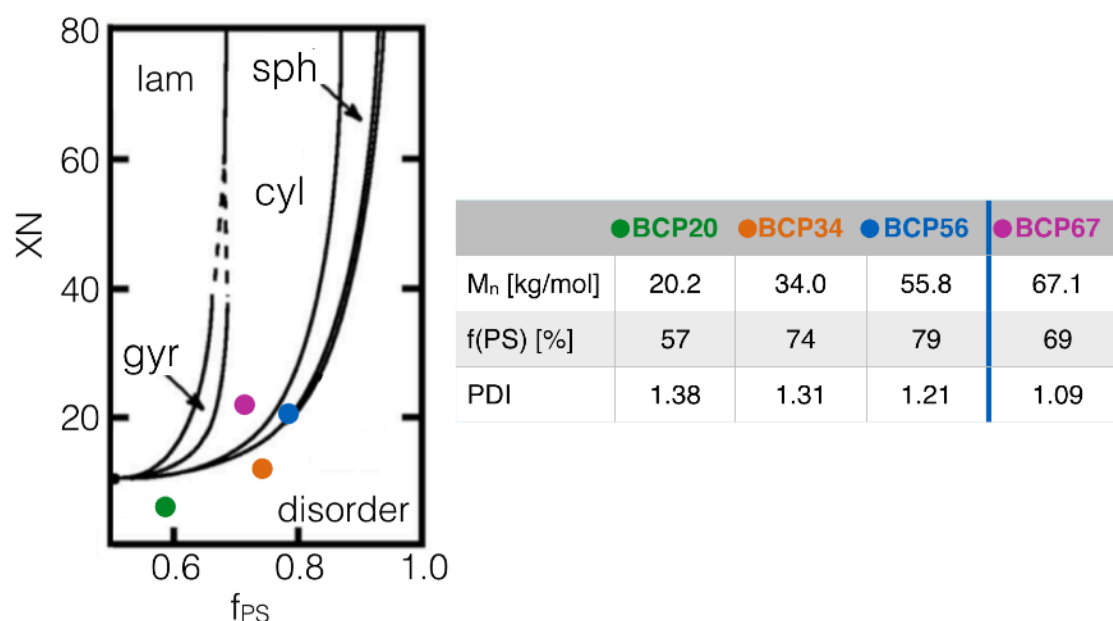 80
60
40
20
χN
lam
sph
cyl
gyr
disorder
0.6 0.8 1.0
fPS
BCP20 BCP34 BCP56 BCP67
Mn [kg/mol] 20.2 34.0 55.8 67.1
f(PS) [%] 57 74 79 69
PDI 1.38 1.31 1.21 1.09